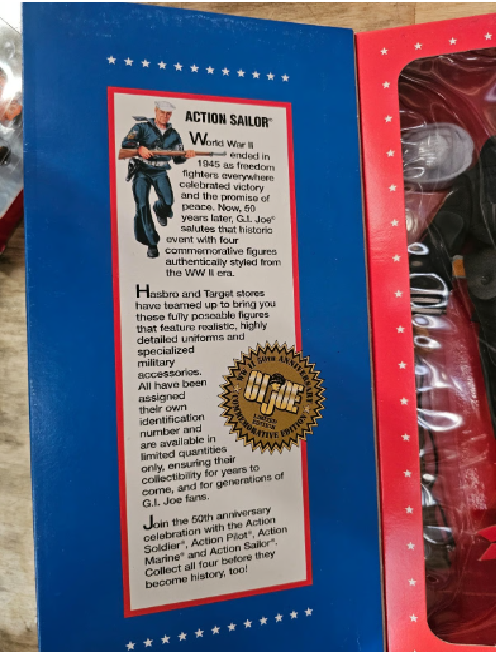 ACTION SAILOR®
World War II
ended in
1945 as freedom
fighters everywhere
celebrated victory
and the promise of
peace. Now, 50
years later, G.I. Joe®
salutes that historic
event with four
commemorative figures
authentically styled from
the WW II era.
Hasbro and Target stores
have teamed up to bring you
these fully poseable figures
that feature realistic, highly
detailed uniforms and
specialized
military
accessories.
All have been
assigned
their own
identification
number and
are available in
limited quantities
only, ensuring their
collectibility for years to
come, and for generations of
G.I. Joe fans.
Join the 50th anniversary
celebration with the Action
Soldier®, Action Pilot®, Action
Marine® and Action Sailor®.
Collect all four before they
become history, too!
GI JOE
LIMITED
EDITION
COMMEMORATIVE EDITION